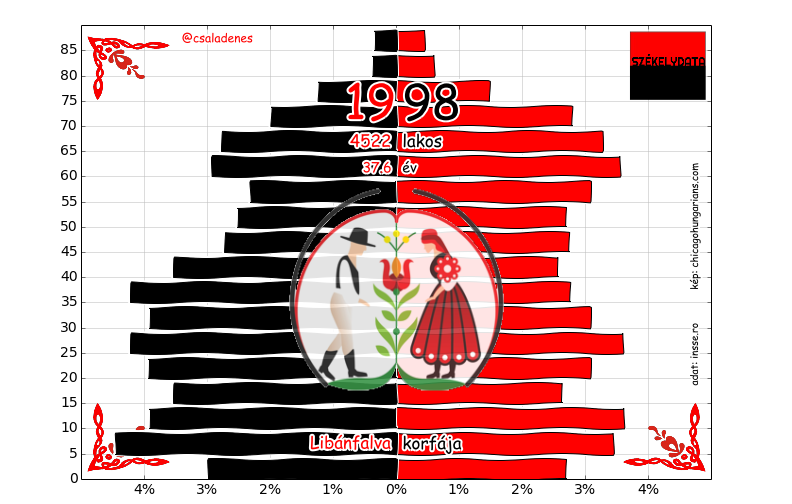 @csaladenes
SZÉKELYDATA
1998
4522 lakos
37.6 év
kép: chicagohungarians.com
adat: insse.ro
Libánfalva korfája
85
80
75
70
65
60
55
50
45
40
35
30
25
20
15
10
5
0
4% 3% 2% 1% 0% 1% 2% 3% 4%